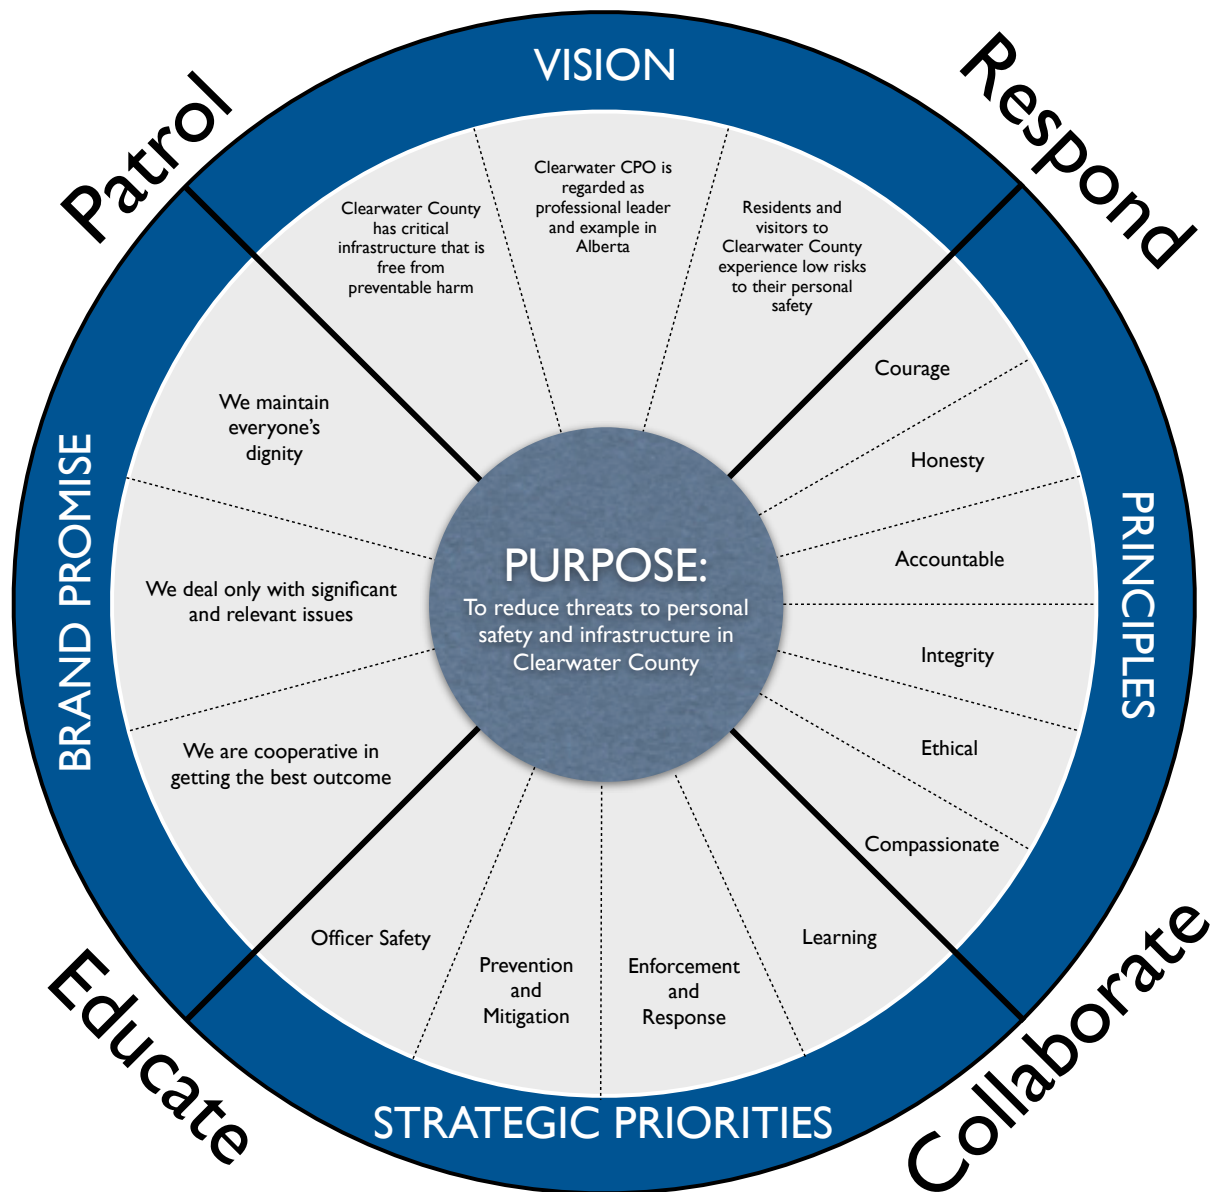 Patrol
Respond
VISION
Clearwater County
has critical
infrastructure that is
free from
preventable harm
Clearwater CPO is
regarded as
professional leader
and example in
Alberta
Residents and
visitors to
Clearwater County
experience low risks
to their personal
safety
BRAND PROMISE
We maintain
everyone’s
dignity
We deal only with significant
and relevant issues
We are cooperative in
getting the best outcome
PURPOSE:
To reduce threats to personal
safety and infrastructure in
Clearwater County
PRINCIPLES
Courage
Honesty
Accountable
Integrity
Ethical
Compassionate
Officer Safety
Prevention
and
Mitigation
Enforcement
and
Response
Learning
STRATEGIC PRIORITIES
Educate
Collaborate